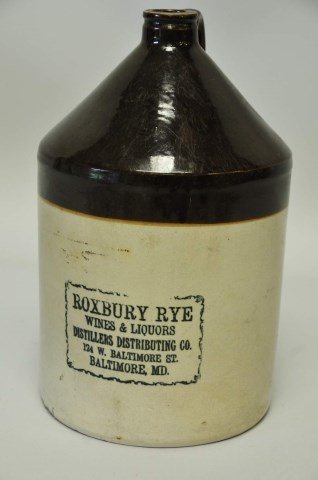 ROXBURY RYE
WINES & LIQUORS
DISTILLERS DISTRIBUTING CO.
124 W. BALTIMORE ST.
BALTIMORE, MD.